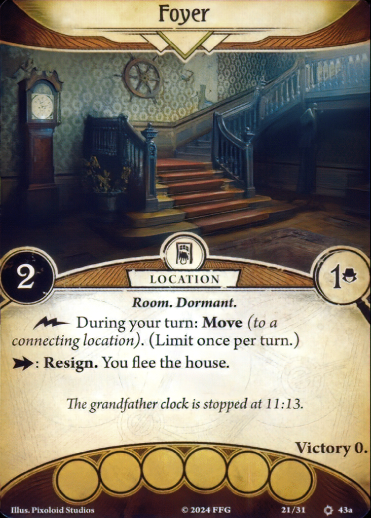 Foyer
2
LOCATION
1
Room. Dormant.
During your turn: Move (to a
connecting location). (Limit once per turn.)
: Resign. You flee the house.
The grandfather clock is stopped at 11:13.
Victory 0.
Illus. Pixoloid Studios
© 2024 FFG
21/31
43a